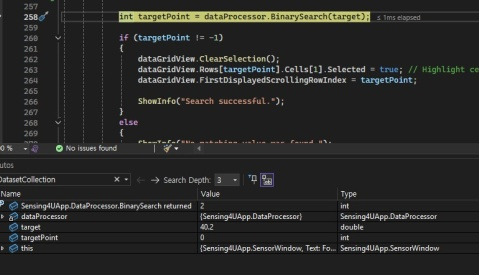 257
258 int targetPoint = dataProcessor.BinarySearch(target); ≤ 1ms elapsed
259
260 if (targetPoint != -1)
261 {
262 dataGridView.ClearSelection();
263 dataGridView.Rows[targetPoint].Cells[1].Selected = true; // Highlight ce
264 dataGridView.FirstDisplayedScrollingRowIndex = targetPoint;
265
266 ShowInfo("Search successful.");
267 }
268 else
269 {
ShowInfo("No matching value was found.");
0 % No issues found
utos
DatasetCollection Search Depth: 3
Name Value Type
Sensing4UApp.DataProcessor.BinarySearch returned 2 int
dataProcessor {Sensing4UApp.DataProcessor} Sensing4UApp.DataProcessor
target 40.2 double
targetPoint 0 int
this {Sensing4UApp.SensorWindow, Text: Fo... Sensing4UApp.SensorWindow